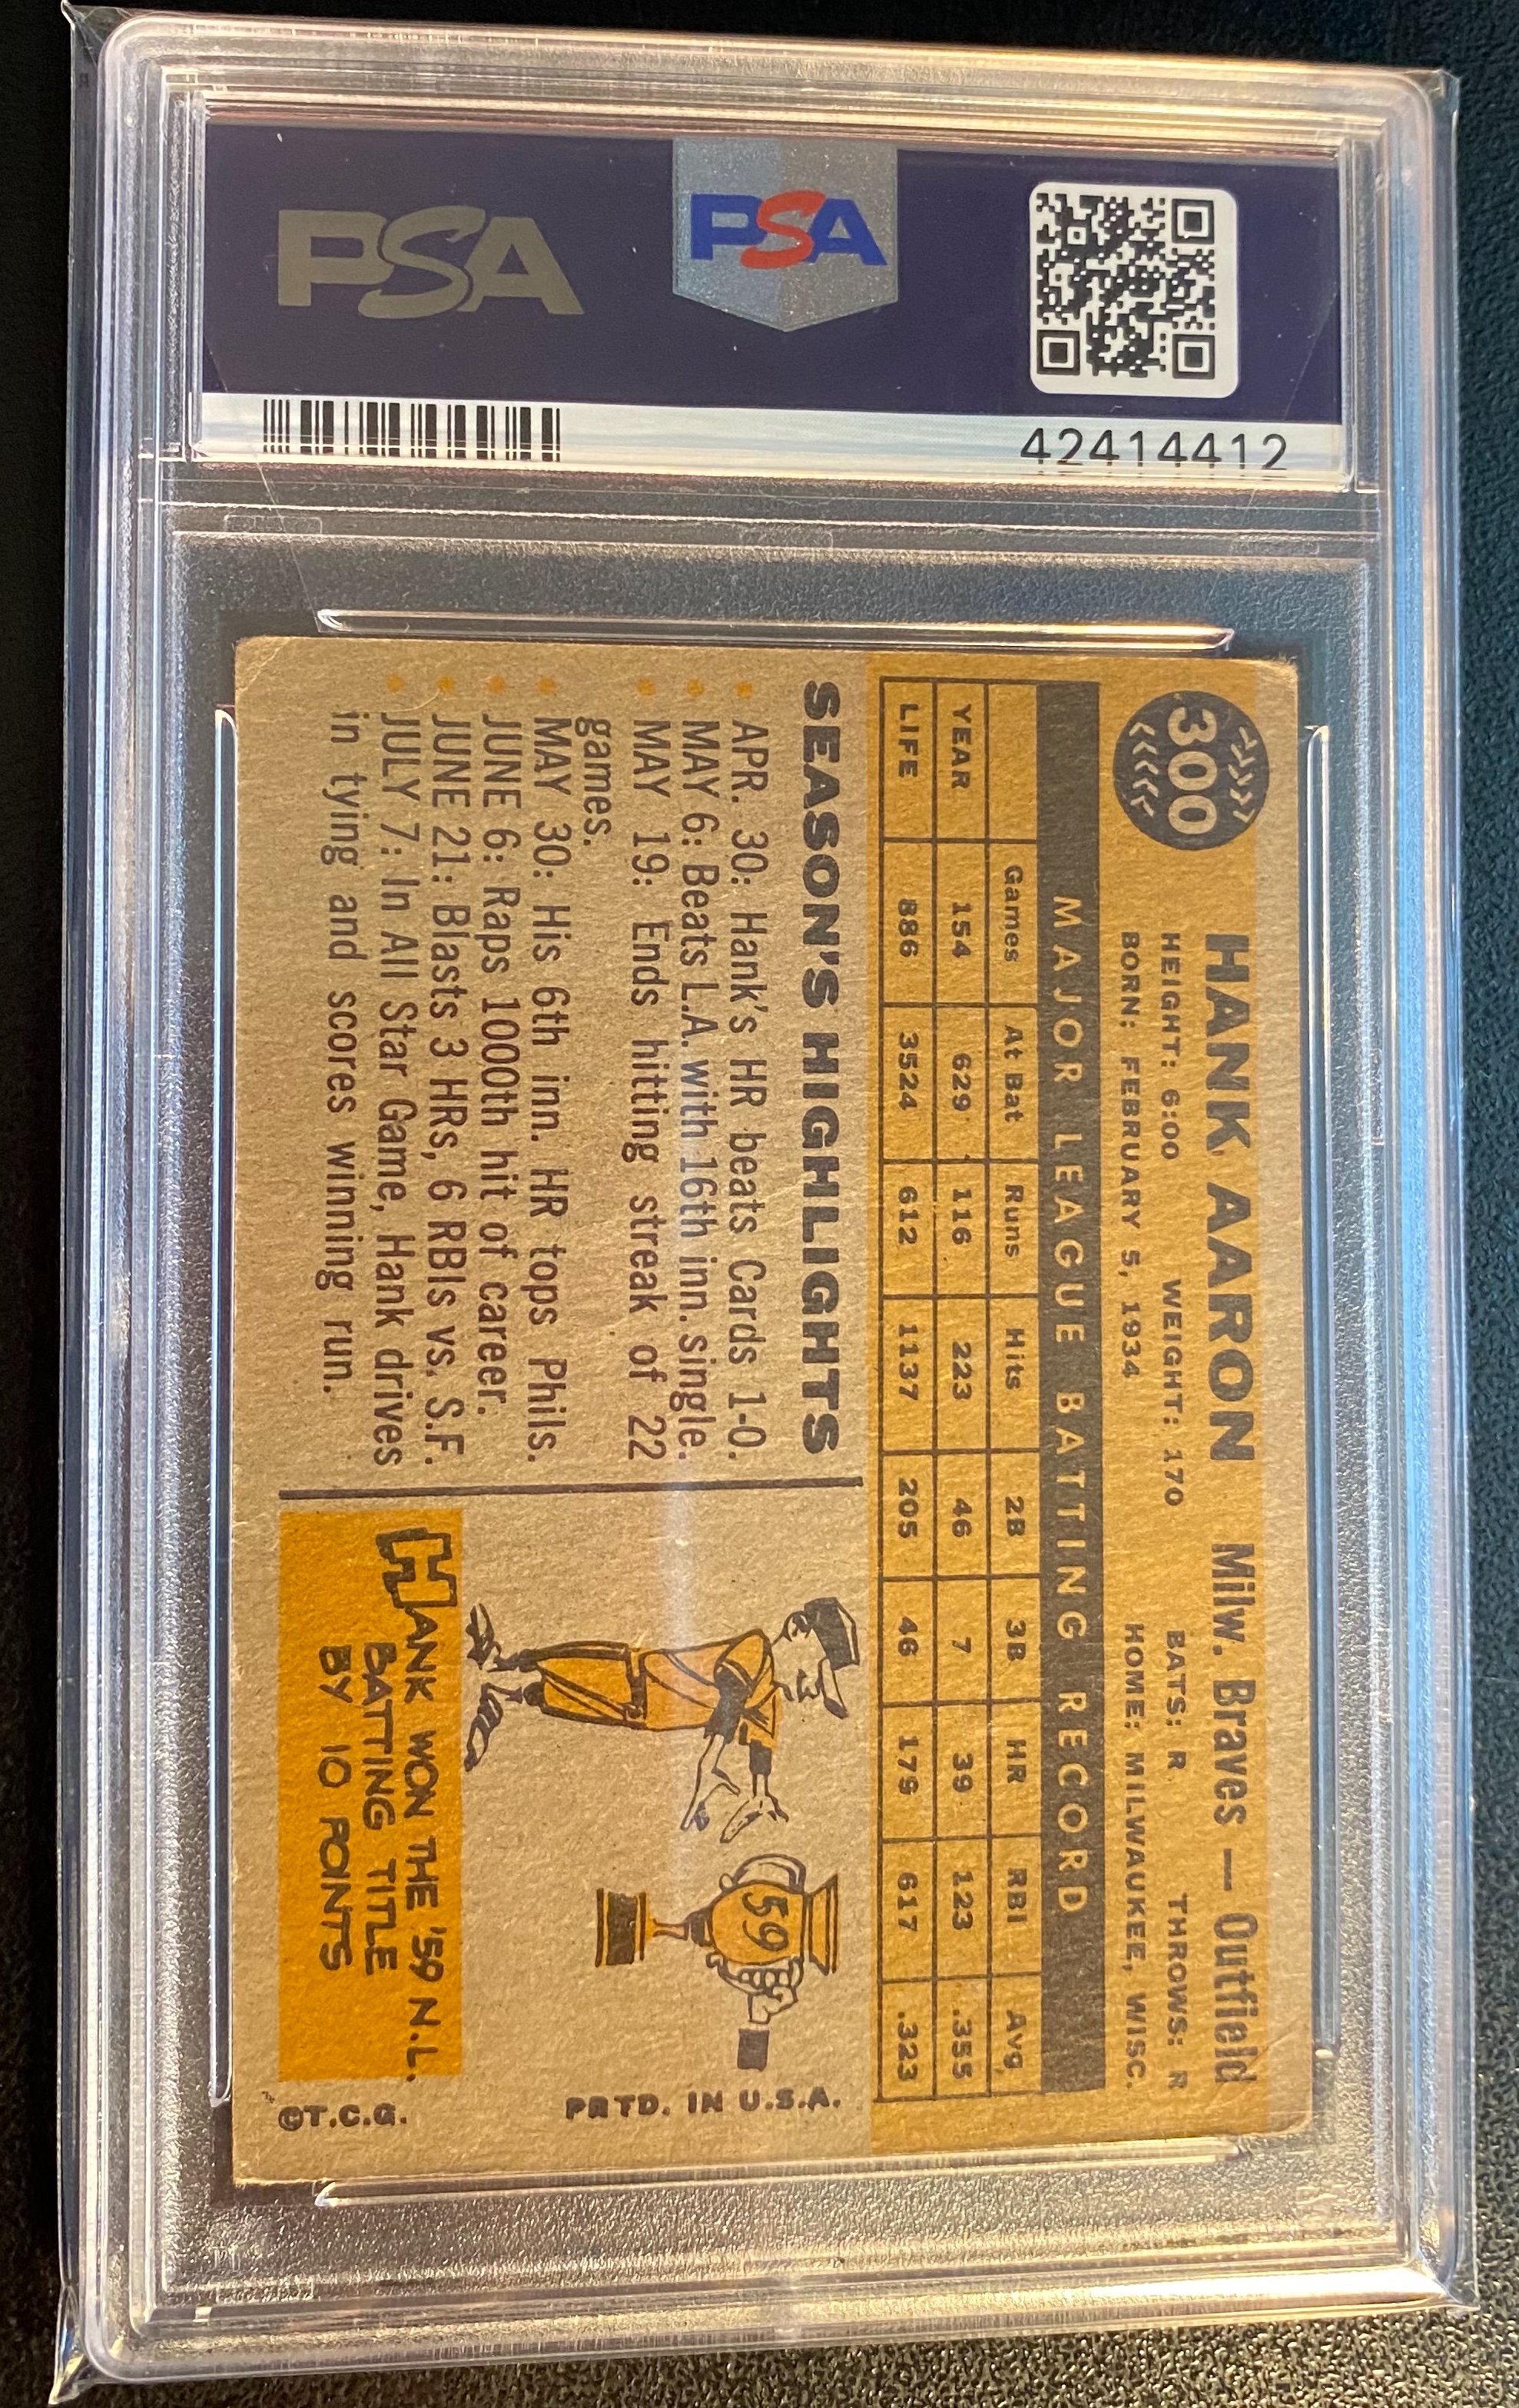 PSA
PSA
42414412
300
HANK AARON Milw. Braves — Outfield
HEIGHT: 6:00 WEIGHT: 170 BATS: R THROWS: R
BORN: FEBRUARY 5, 1934 HOME: MILWAUKEE, WISC.
MAJOR LEAGUE BATTING RECORD
Games At Bat Runs Hits 2B 3B HR RBI Avg.
YEAR 154 629 116 223 46 7 39 123 .355
LIFE 886 3524 612 1137 205 46 179 617 .323
SEASON'S HIGHLIGHTS
APR. 30: Hank's HR beats Cards 1-0.
MAY 6: Beats L.A. with 16th inn. single.
MAY 19: Ends hitting streak of 22
games.
MAY 30: His 6th inn. HR tops Phils.
JUNE 6: Raps 1000th hit of career.
JUNE 21: Blasts 3 HRs, 6 RBIs vs. S.F.
JULY 7: In All Star Game, Hank drives
in tying and scores winning run.
59
HANK WON THE '59 N.L.
BATTING TITLE
BY 10 POINTS
PRTD. IN U.S.A.
©T.C.G.